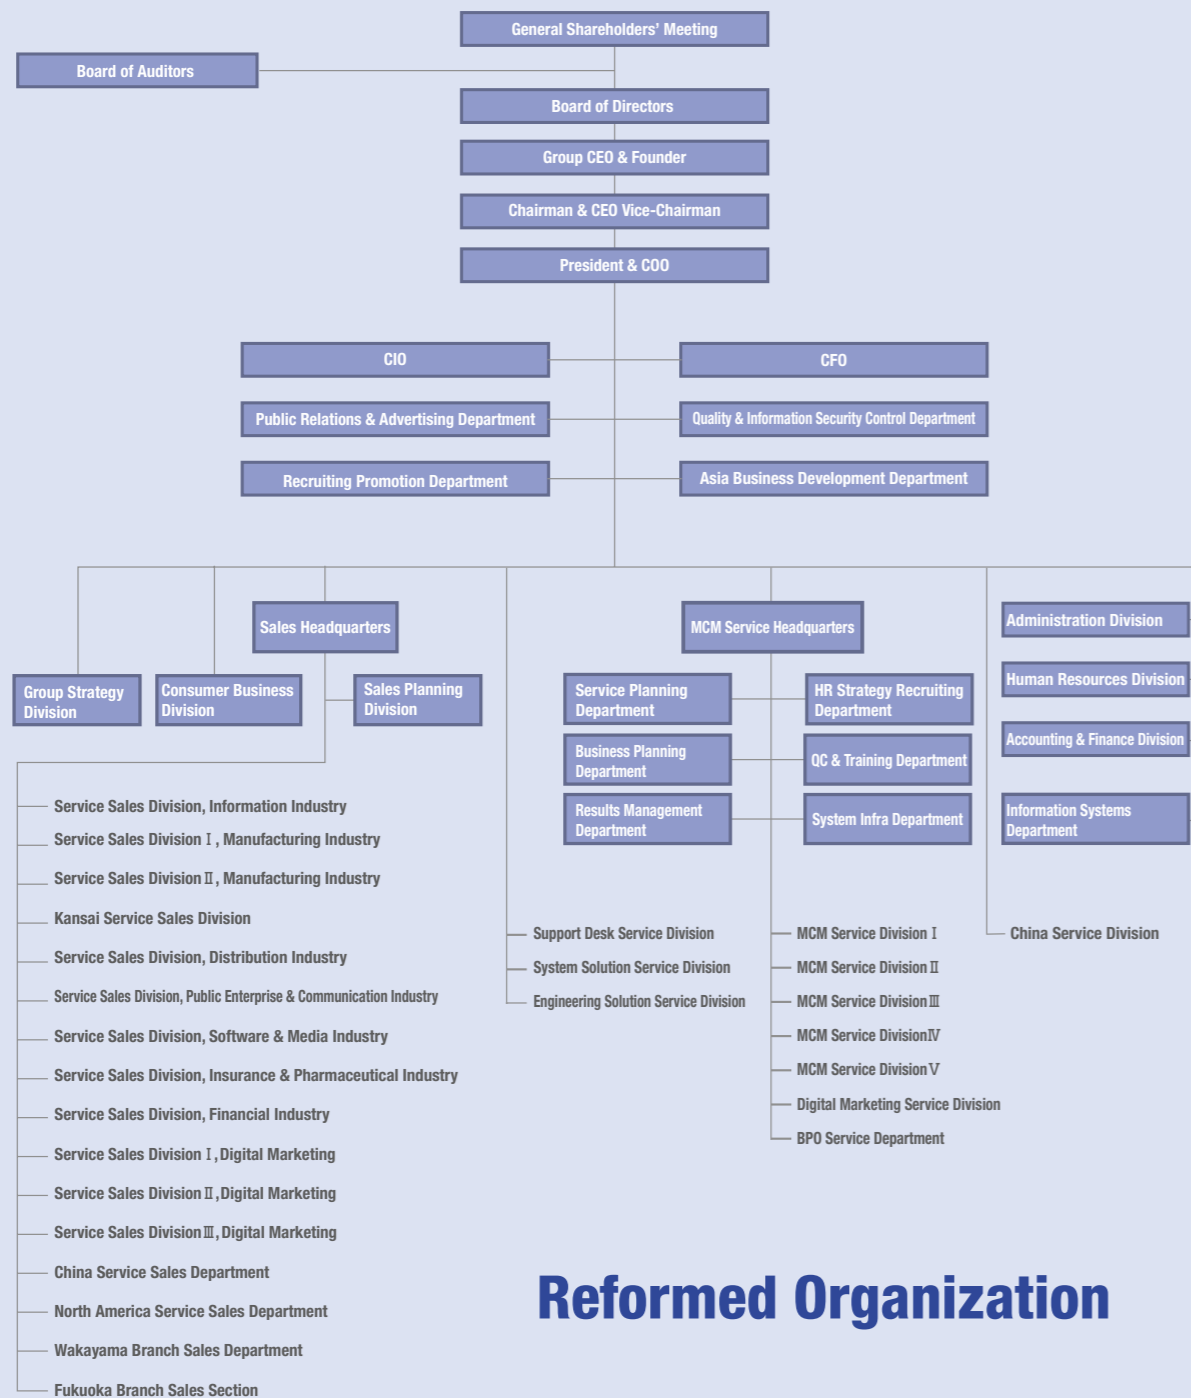 General Shareholders’ Meeting
Board of Auditors
Board of Directors
Group CEO & Founder
Chairman & CEO Vice-Chairman
President & COO
CIO
CFO
Public Relations & Advertising Department
Quality & Information Security Control Department
Recruiting Promotion Department
Asia Business Development Department
Sales Headquarters
Group Strategy
Division
Consumer Business
Division
Sales Planning
Division
Service Sales Division, Information Industry
Service Sales Division Ⅰ, Manufacturing Industry
Service Sales Division Ⅱ, Manufacturing Industry
Kansai Service Sales Division
Service Sales Division, Distribution Industry
Service Sales Division, Public Enterprise & Communication Industry
Service Sales Division, Software & Media Industry
Service Sales Division, Insurance & Pharmaceutical Industry
Service Sales Division, Financial Industry
Service Sales Division Ⅰ, Digital Marketing
Service Sales Division Ⅱ, Digital Marketing
Service Sales Division Ⅲ, Digital Marketing
China Service Sales Department
North America Service Sales Department
Wakayama Branch Sales Department
Fukuoka Branch Sales Section
Support Desk Service Division
System Solution Service Division
Engineering Solution Service Division
MCM Service Headquarters
Service Planning
Department
HR Strategy Recruiting
Department
Business Planning
Department
QC & Training Department
Results Management
Department
System Infra Department
MCM Service Division Ⅰ
MCM Service Division Ⅱ
MCM Service Division Ⅲ
MCM Service Division Ⅳ
MCM Service Division Ⅴ
Digital Marketing Service Division
BPO Service Department
China Service Division
Administration Division
Human Resources Division
Accounting & Finance Division
Information Systems
Department
Reformed Organization